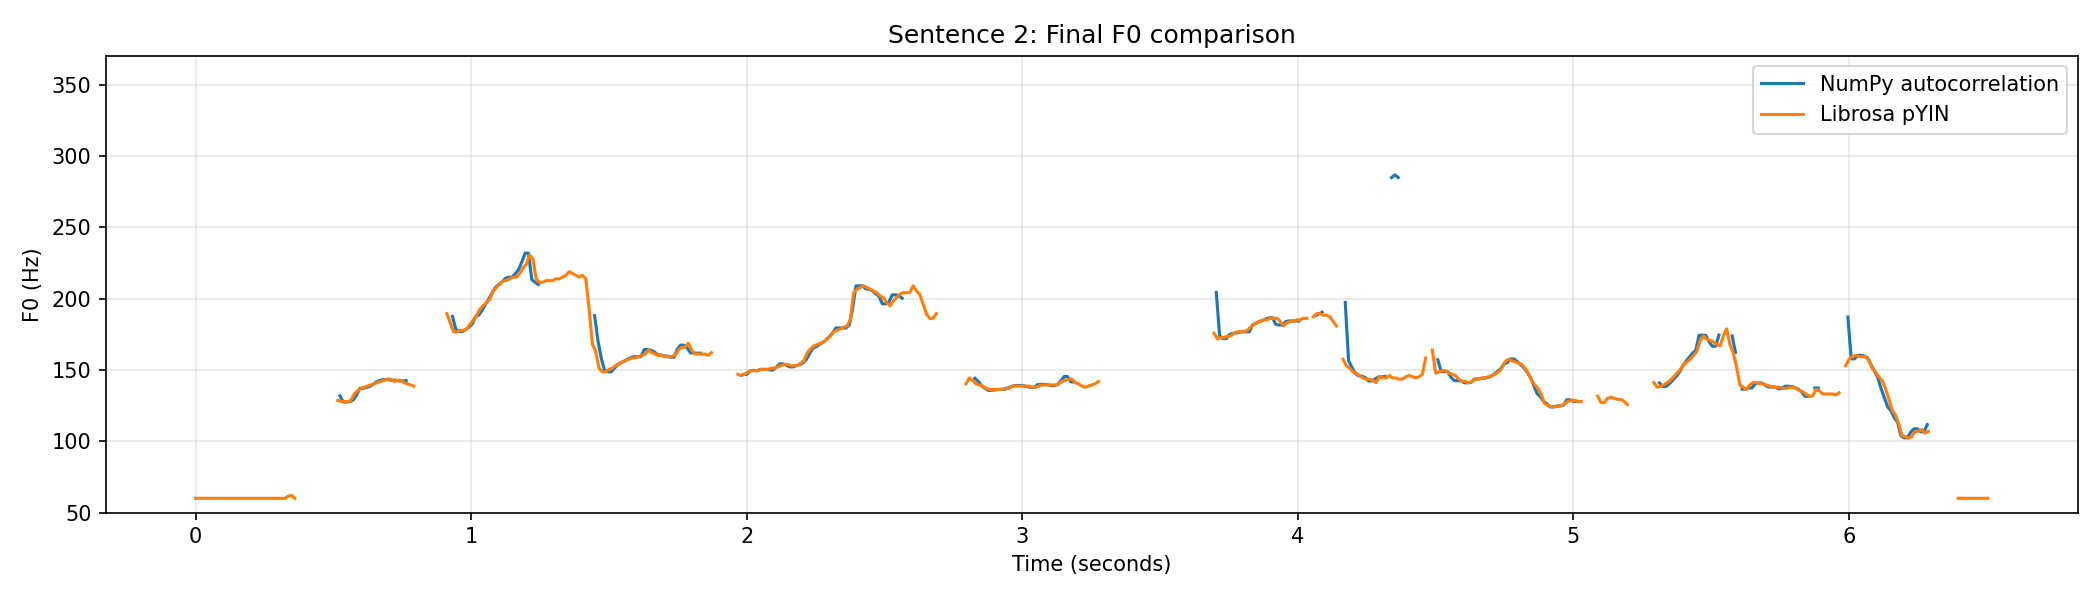 Sentence 2: Final F0 comparison
NumPy autocorrelation
Librosa pYIN
F0 (Hz)
350
300
250
200
150
100
50
0 1 2 3 4 5 6
Time (seconds)